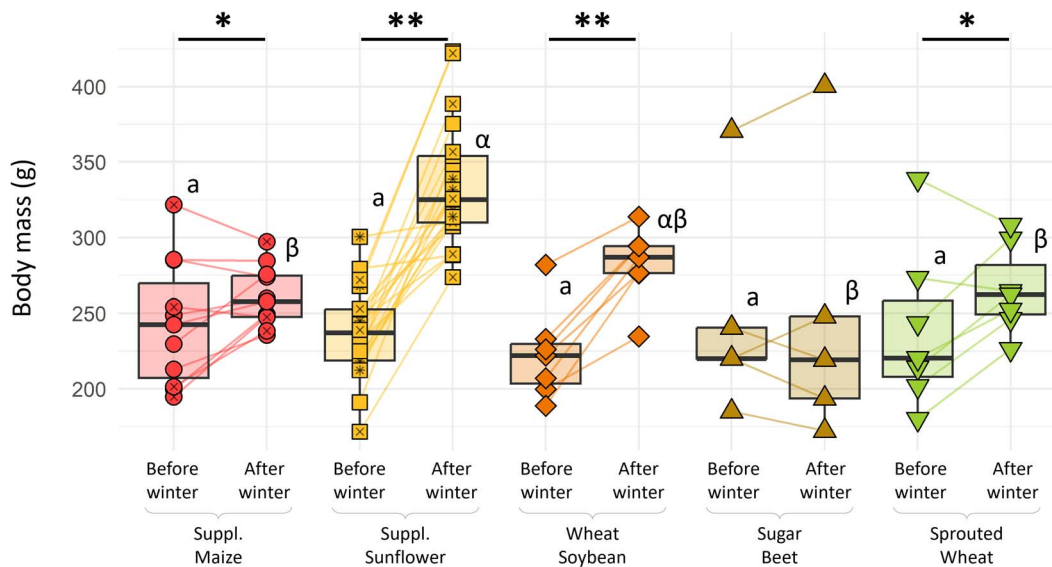 * ** ** *
400
350
300
250
200
Body mass (g)
a β a α a αβ a β a β
Before winter After winter Before winter After winter Before winter After winter Before winter After winter Before winter After winter
Suppl. Maize
Suppl. Sunflower
Wheat Soybean
Sugar Beet
Sprouted Wheat